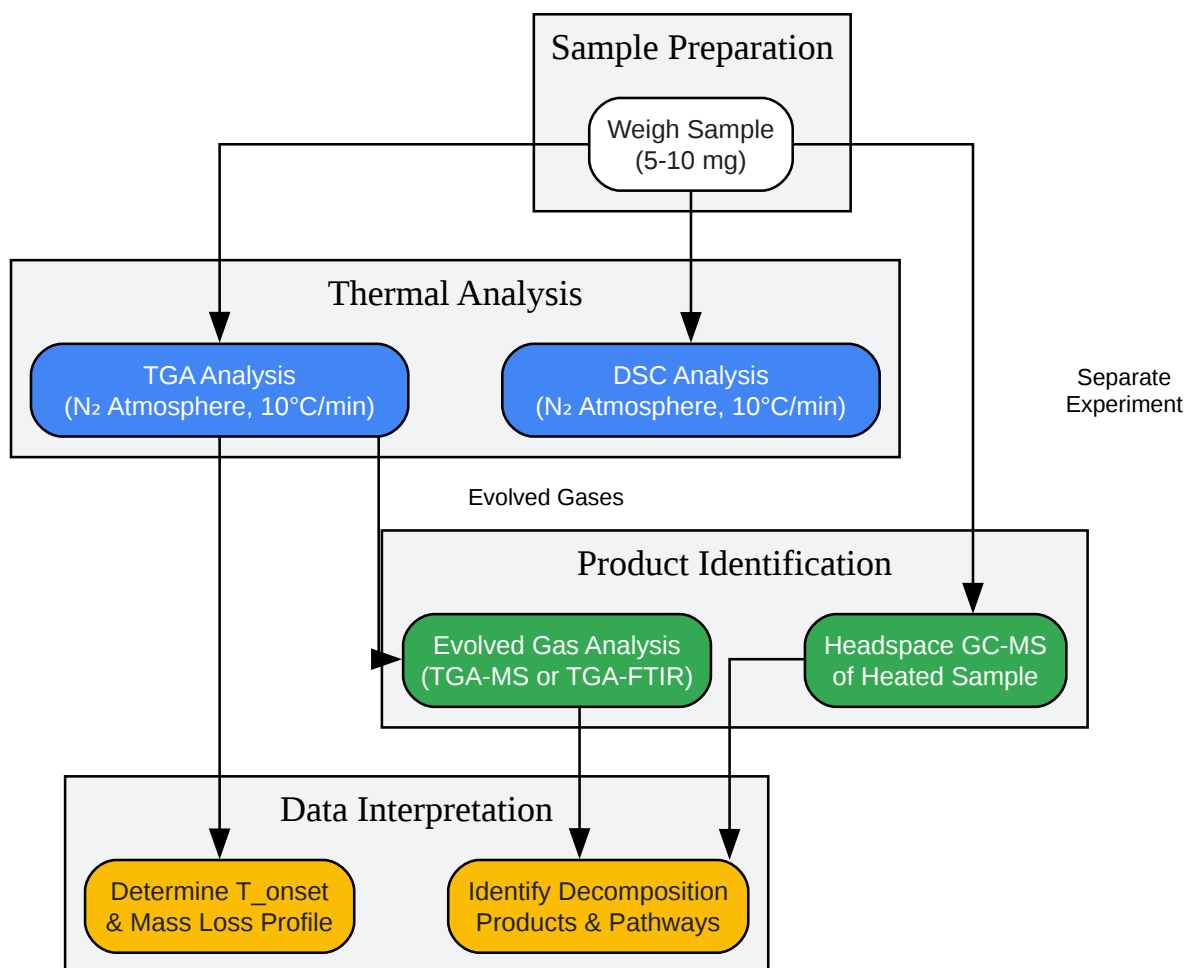 Sample Preparation
Weigh Sample
(5-10 mg)
Thermal Analysis
TGA Analysis
(N₂ Atmosphere, 10°C/min)
DSC Analysis
(N₂ Atmosphere, 10°C/min)
Separate
Experiment
Evolved Gases
Product Identification
Evolved Gas Analysis
(TGA-MS or TGA-FTIR)
Headspace GC-MS
of Heated Sample
Data Interpretation
Determine T_onset
& Mass Loss Profile
Identify Decomposition
Products & Pathways